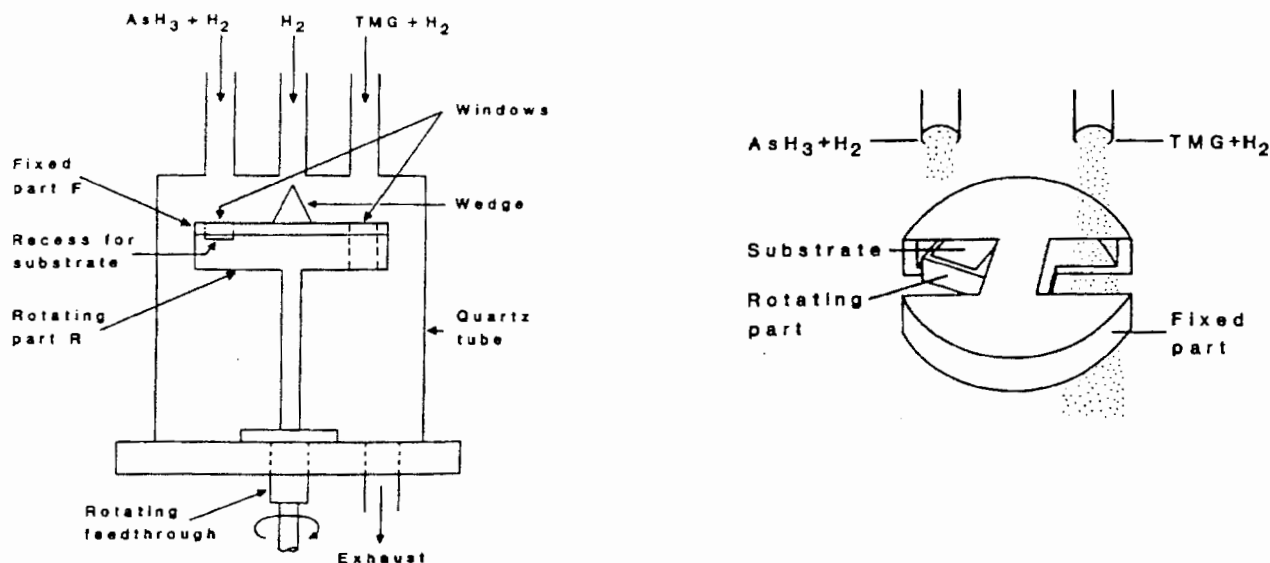 AsH3 + H2
H2
TMG + H2
Windows
Fixed
part F
Wedge
Recess for
substrate
Rotating
part R
Quartz
tube
Rotating
feedthrough
Exhaust
AsH3+H2
TMG+H2
Substrate
Rotating
part
Fixed
part